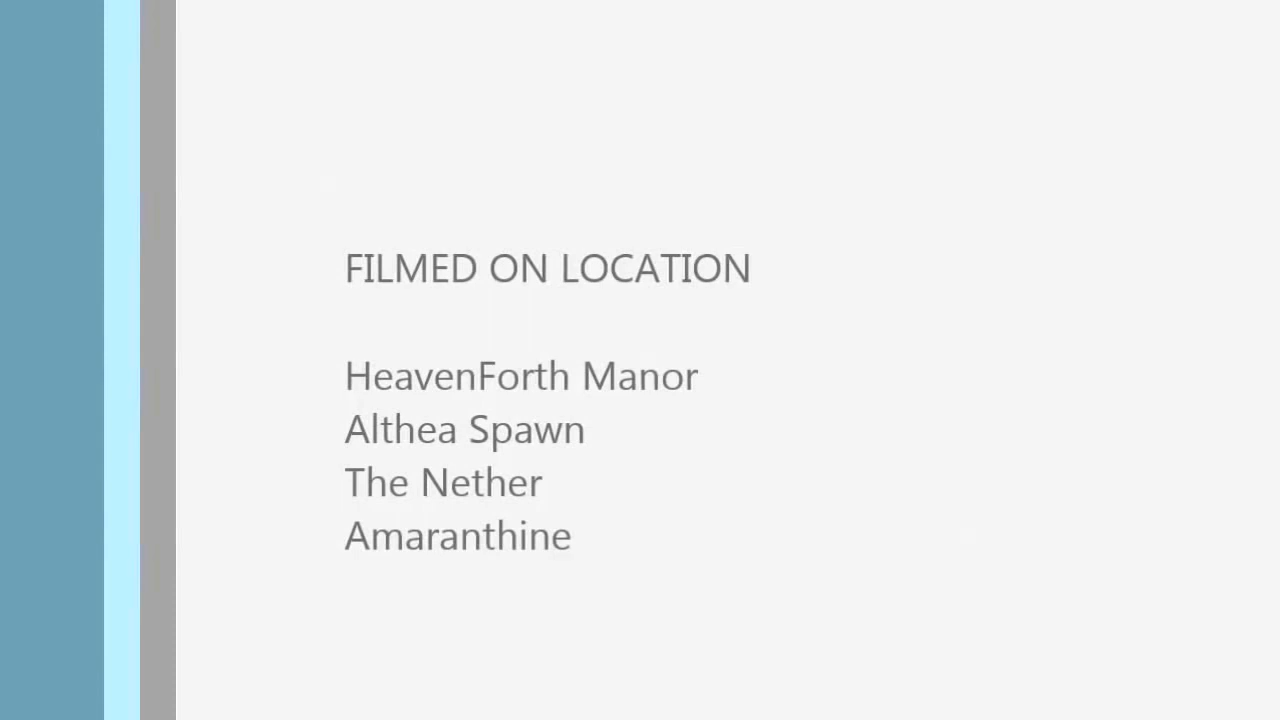 FILMED ON LOCATION
HeavenForth Manor
Althea Spawn
The Nether
Amaranthine